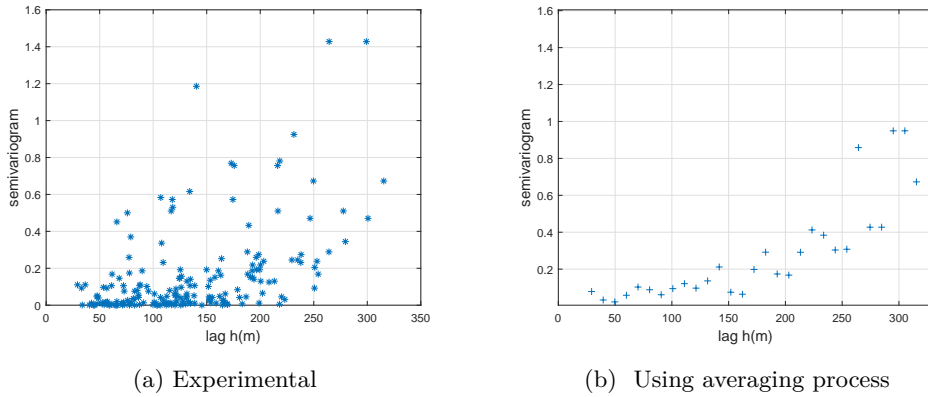 1.6
1.4
1.2
1
0.8
0.6
0.4
0.2
0
semivariogram
0 50 100 150 200 250 300 350
lag h(m)
(a) Experimental
1.6
1.4
1.2
1
0.8
0.6
0.4
0.2
semivariogram
0 50 100 150 200 250 300
lag h(m)
(b) Using averaging process